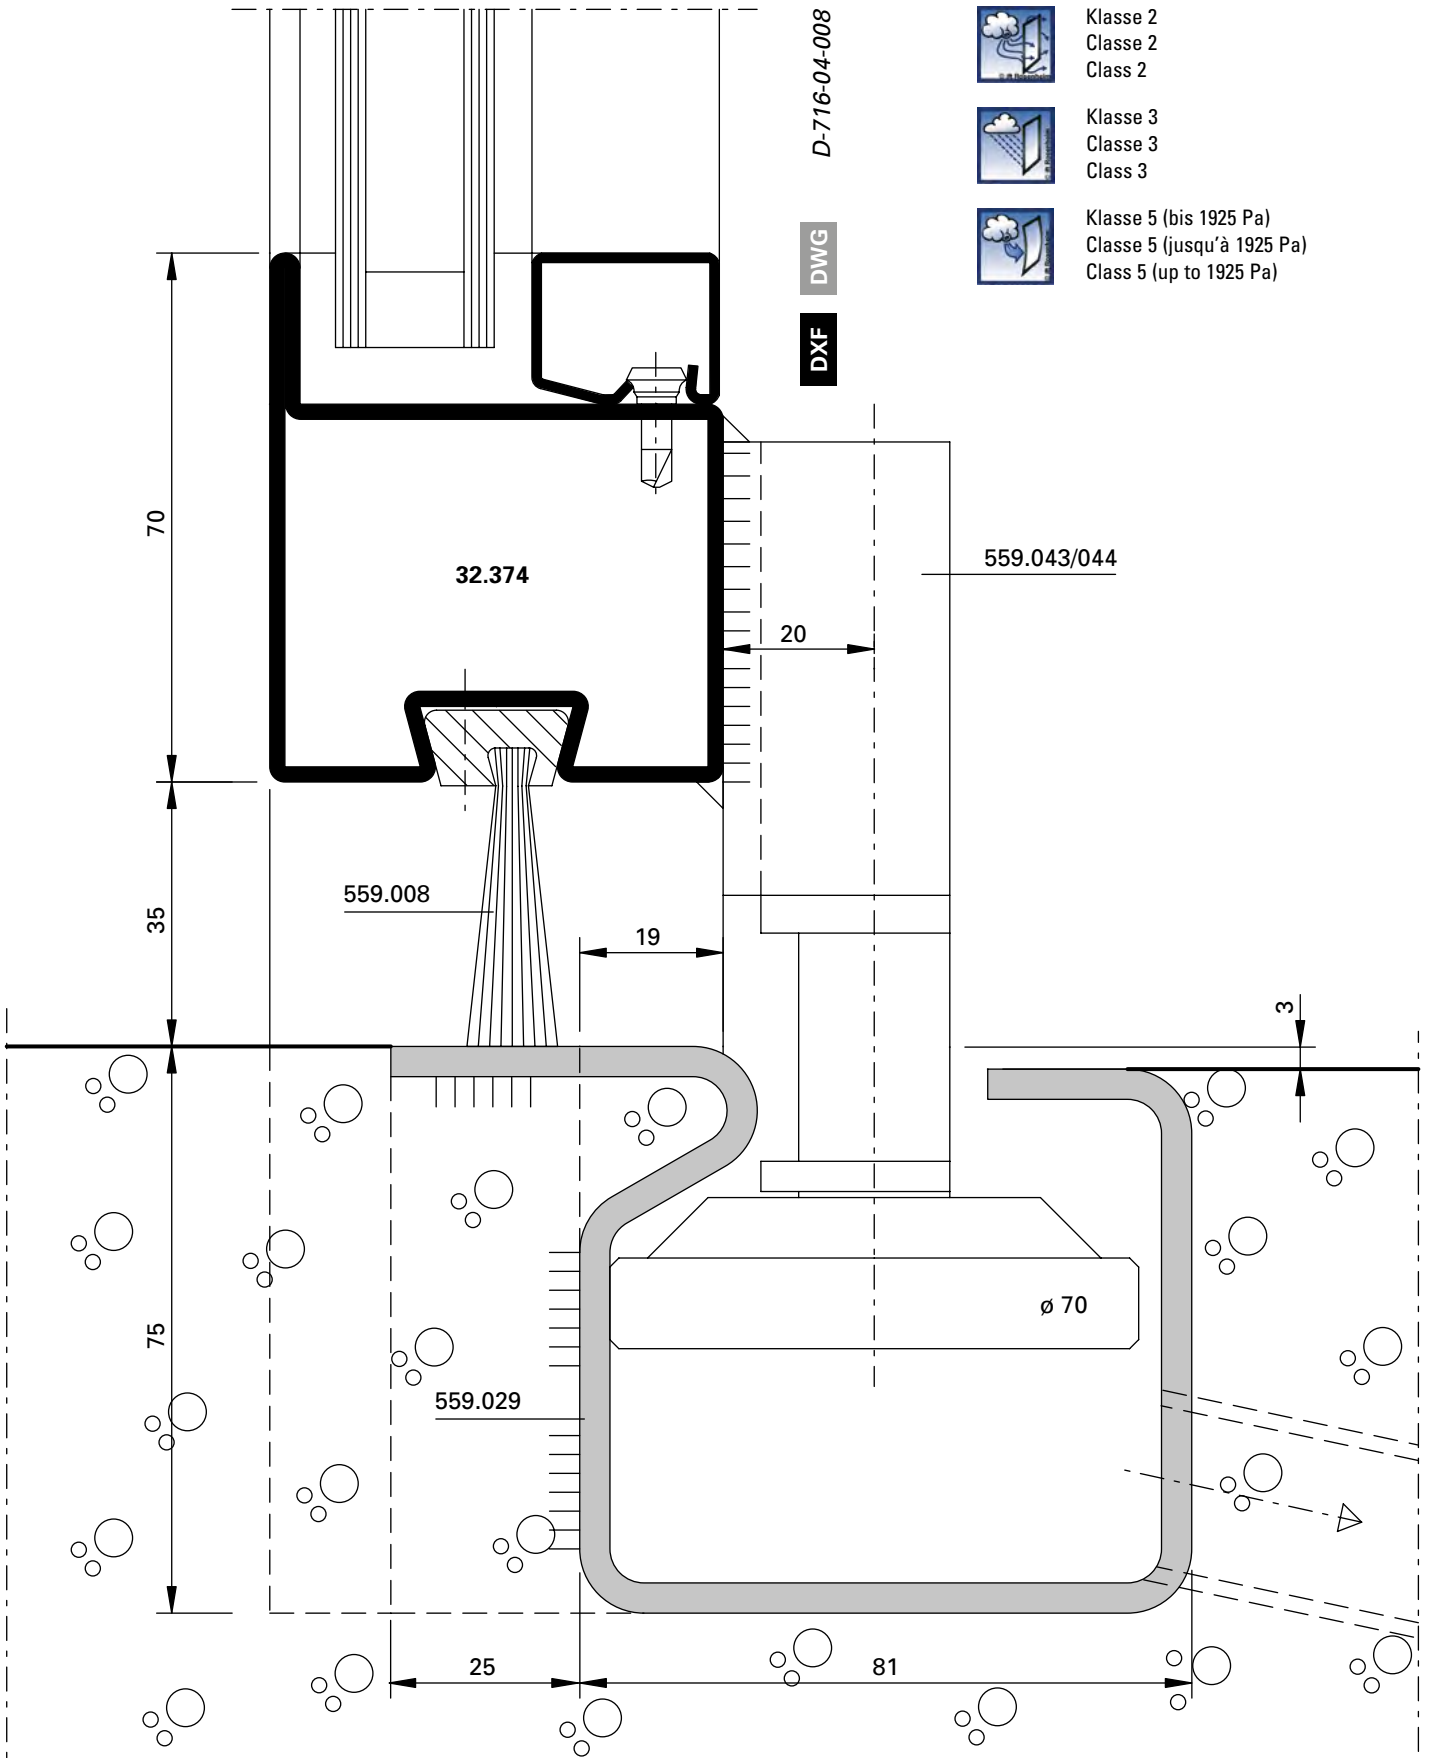 D-716-04-008
Klasse 2
Classe 2
Class 2
Klasse 3
Classe 3
Class 3
Klasse 5 (bis 1925 Pa)
Classe 5 (jusqu'à 1925 Pa)
Class 5 (up to 1925 Pa)
DWG
DXF
70
32.374
559.043/044
20
35
559.008
19
3
75
ø 70
559.029
25
81